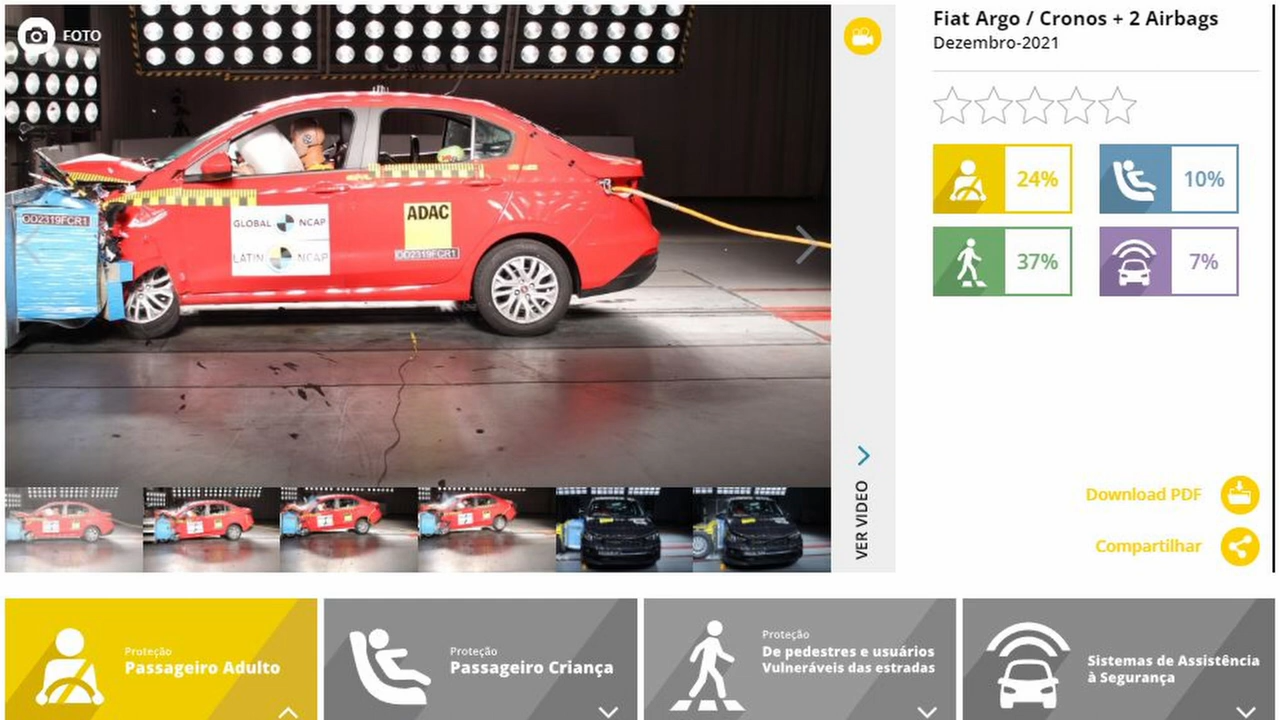 FOTO
OD2319FCR1
GLOBAL NCAP
LATIN NCAP
ADAC
OD2319FCR1
VER VIDEO
Fiat Argo / Cronos + 2 Airbags
Dezembro-2021
24%
10%
37%
7%
Download PDF
Compartilhar
Proteção
Passageiro Adulto
Proteção
Passageiro Criança
Proteção
De pedestres e usuários
Vulneráveis das estradas
Sistemas de Assistência
à Segurança